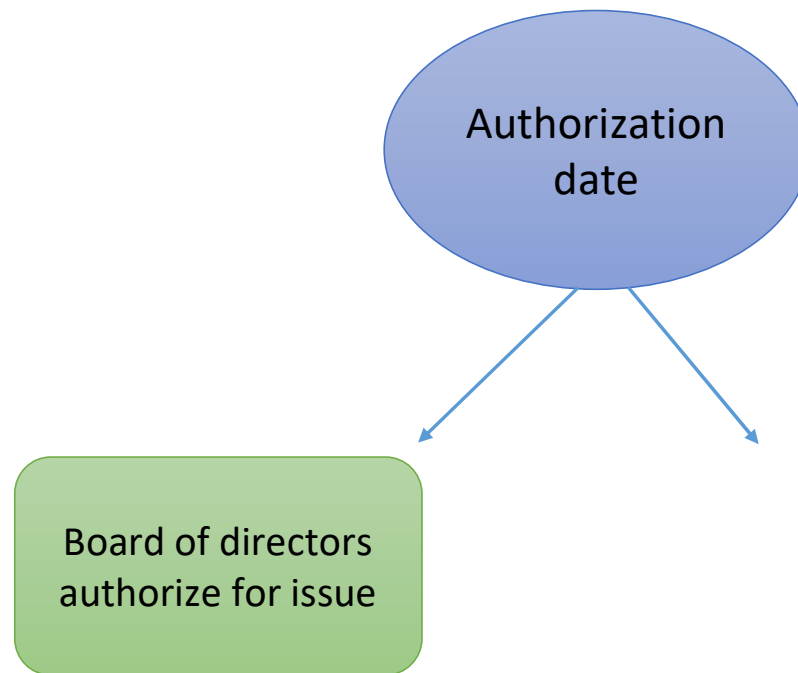 Authorization
date
Board of directors
authorize for issue